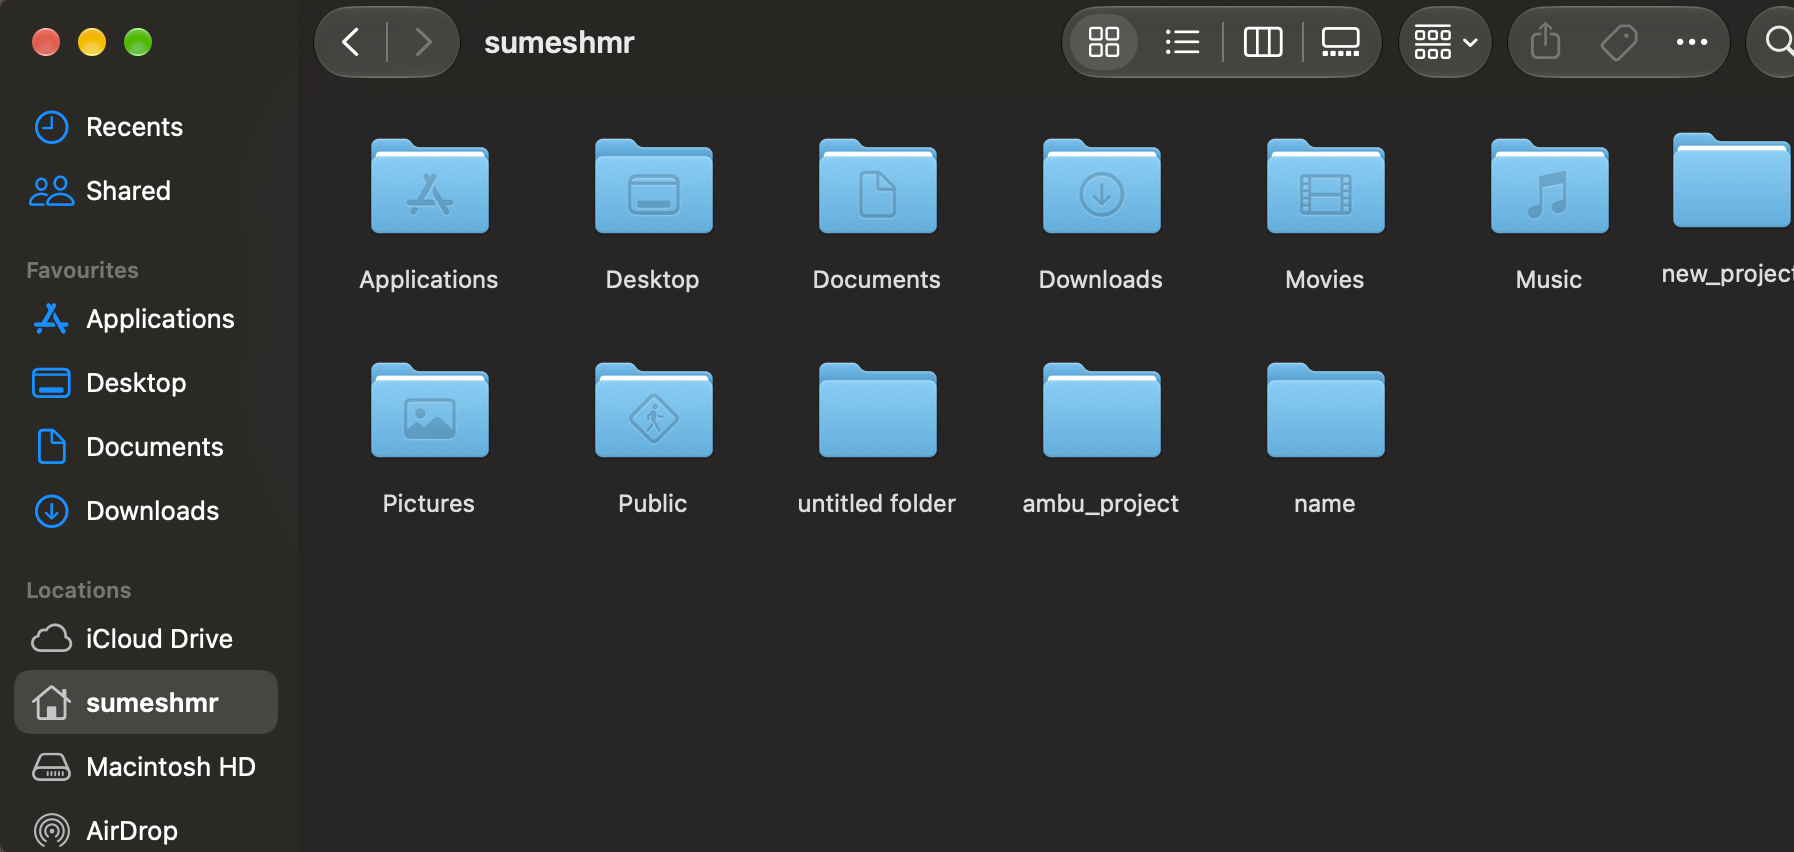 sumeshmr
Recents
Shared
Favourites
Applications
Desktop
Documents
Downloads
Locations
iCloud Drive
sumeshmr
Macintosh HD
AirDrop
Applications
Desktop
Documents
Downloads
Movies
Music
new_project
Pictures
Public
untitled folder
ambu_project
name